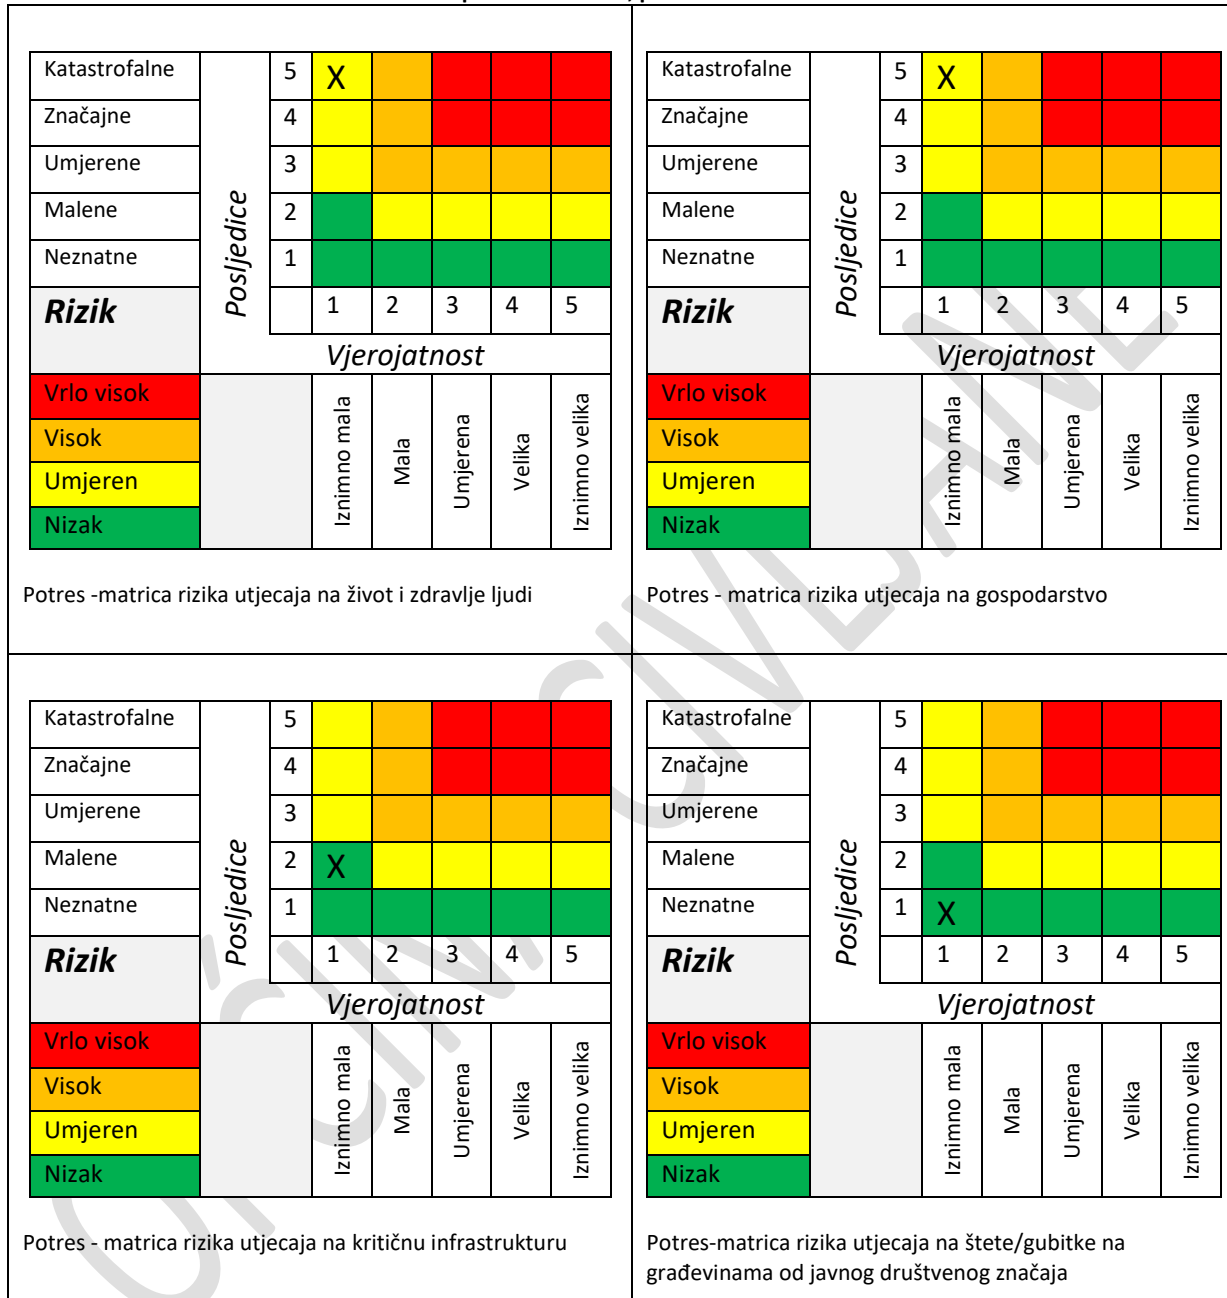 Katastrofalne 5 X
Značajne 4
Umjerene 3
Malene 2
Neznatne 1
Posljedice
Rizik 1 2 3 4 5
Vjerojatnost
Vrlo visok
Visok
Umjeren
Nizak
Iznimno mala
Mala
Umjerena
Velika
Iznimno velika
Potres -matrica rizika utjecaja na život i zdravlje ljudi
Katastrofalne 5 X
Značajne 4
Umjerene 3
Malene 2
Neznatne 1
Posljedice
Rizik 1 2 3 4 5
Vjerojatnost
Vrlo visok
Visok
Umjeren
Nizak
Iznimno mala
Mala
Umjerena
Velika
Iznimno velika
Potres - matrica rizika utjecaja na gospodarstvo
Katastrofalne 5
Značajne 4
Umjerene 3
Malene 2 X
Neznatne 1
Posljedice
Rizik 1 2 3 4 5
Vjerojatnost
Vrlo visok
Visok
Umjeren
Nizak
Iznimno mala
Mala
Umjerena
Velika
Iznimno velika
Potres - matrica rizika utjecaja na kritičnu infrastrukturu
Katastrofalne 5
Značajne 4
Umjerene 3
Malene 2
Neznatne 1 X
Posljedice
Rizik 1 2 3 4 5
Vjerojatnost
Vrlo visok
Visok
Umjeren
Nizak
Iznimno mala
Mala
Umjerena
Velika
Iznimno velika
Potres-matrica rizika utjecaja na štete/gubitke na
građevinama od javnog društvenog značaja